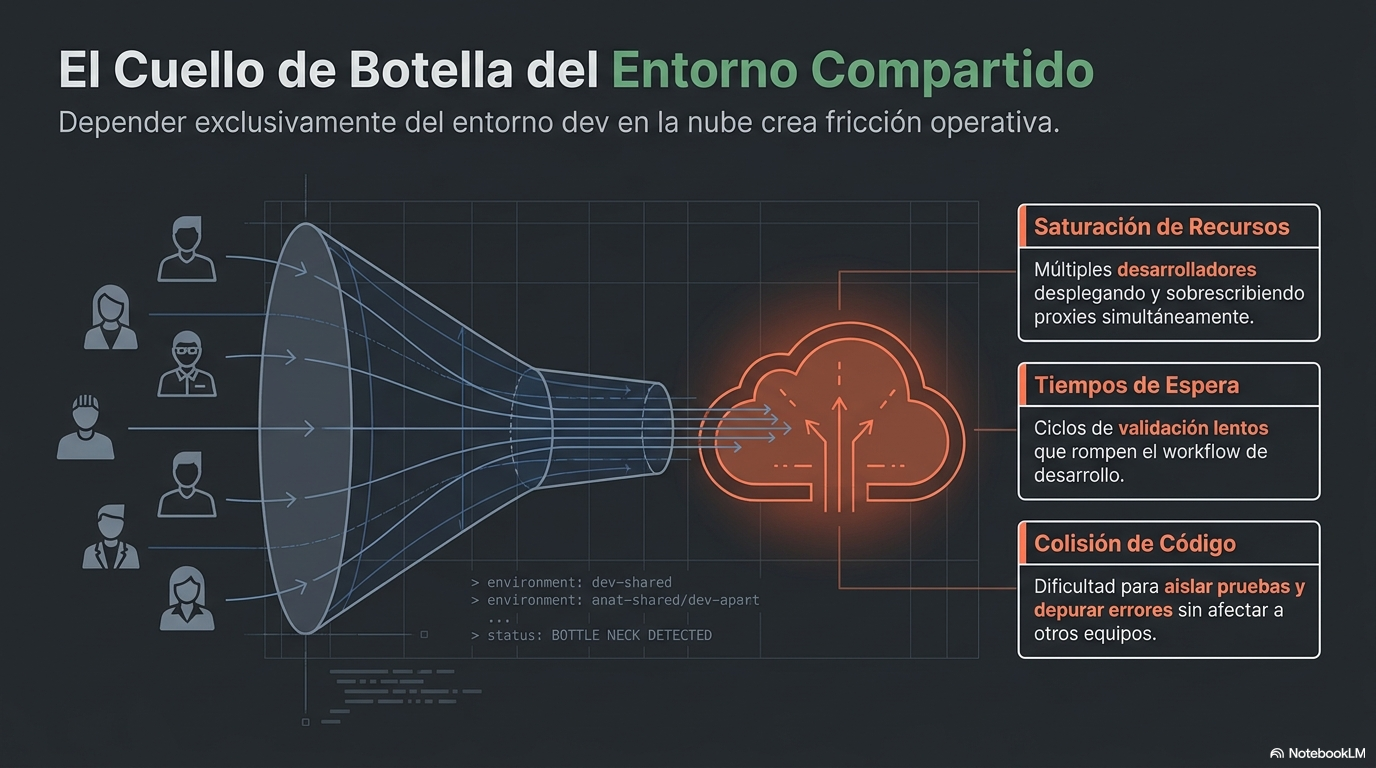 El Cuello de Botella del Entorno Compartido
Depender exclusivamente del entorno dev en la nube crea fricción operativa.
Saturación de Recursos
Múltiples desarrolladores
desplegando y sobrescribiendo
proxies simultáneamente.
Tiempos de Espera
Ciclos de validación lentos
que rompen el workflow de
desarrollo.
Colisión de Código
Dificultad para aislar pruebas y
depurar errores sin afectar a
otros equipos.
> environment: dev-shared
> environment: anat-shared/dev-apart
...
> status: BOTTLE NECK DETECTED
NotebookLM